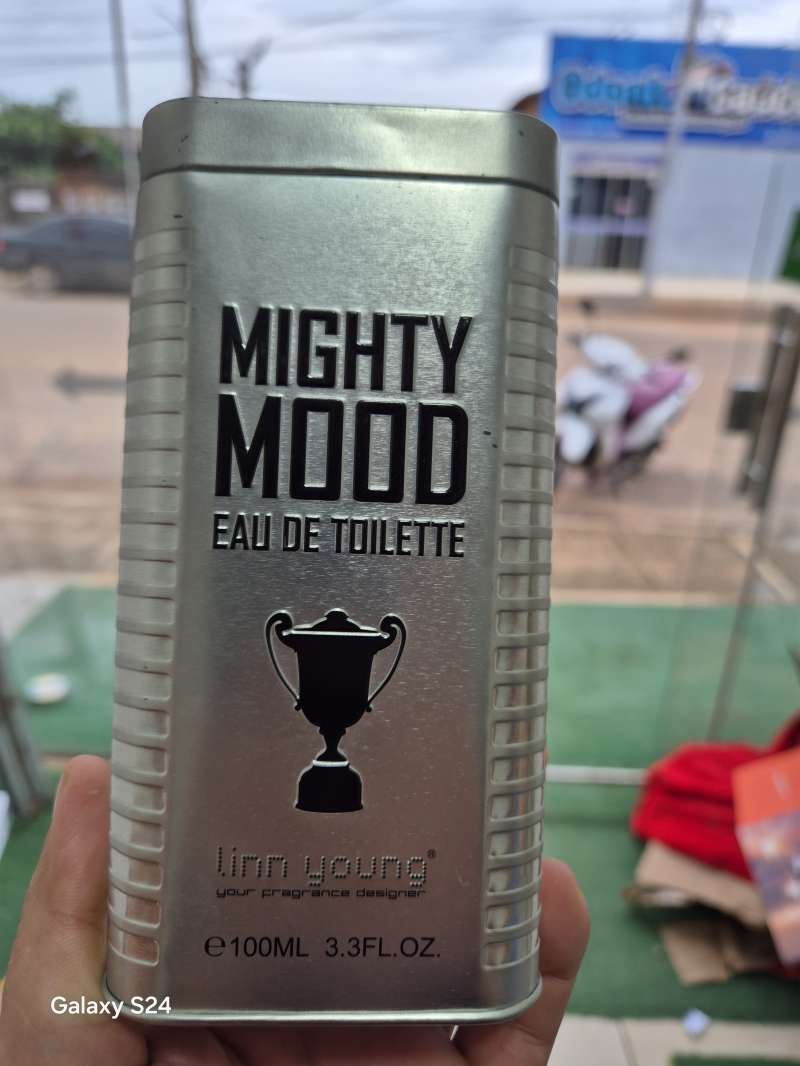 MIGHTY
MOOD
EAU DE TOILETTE
linn young®
your fragrance designer
℮100ML 3.3FL.OZ.
Galaxy S24